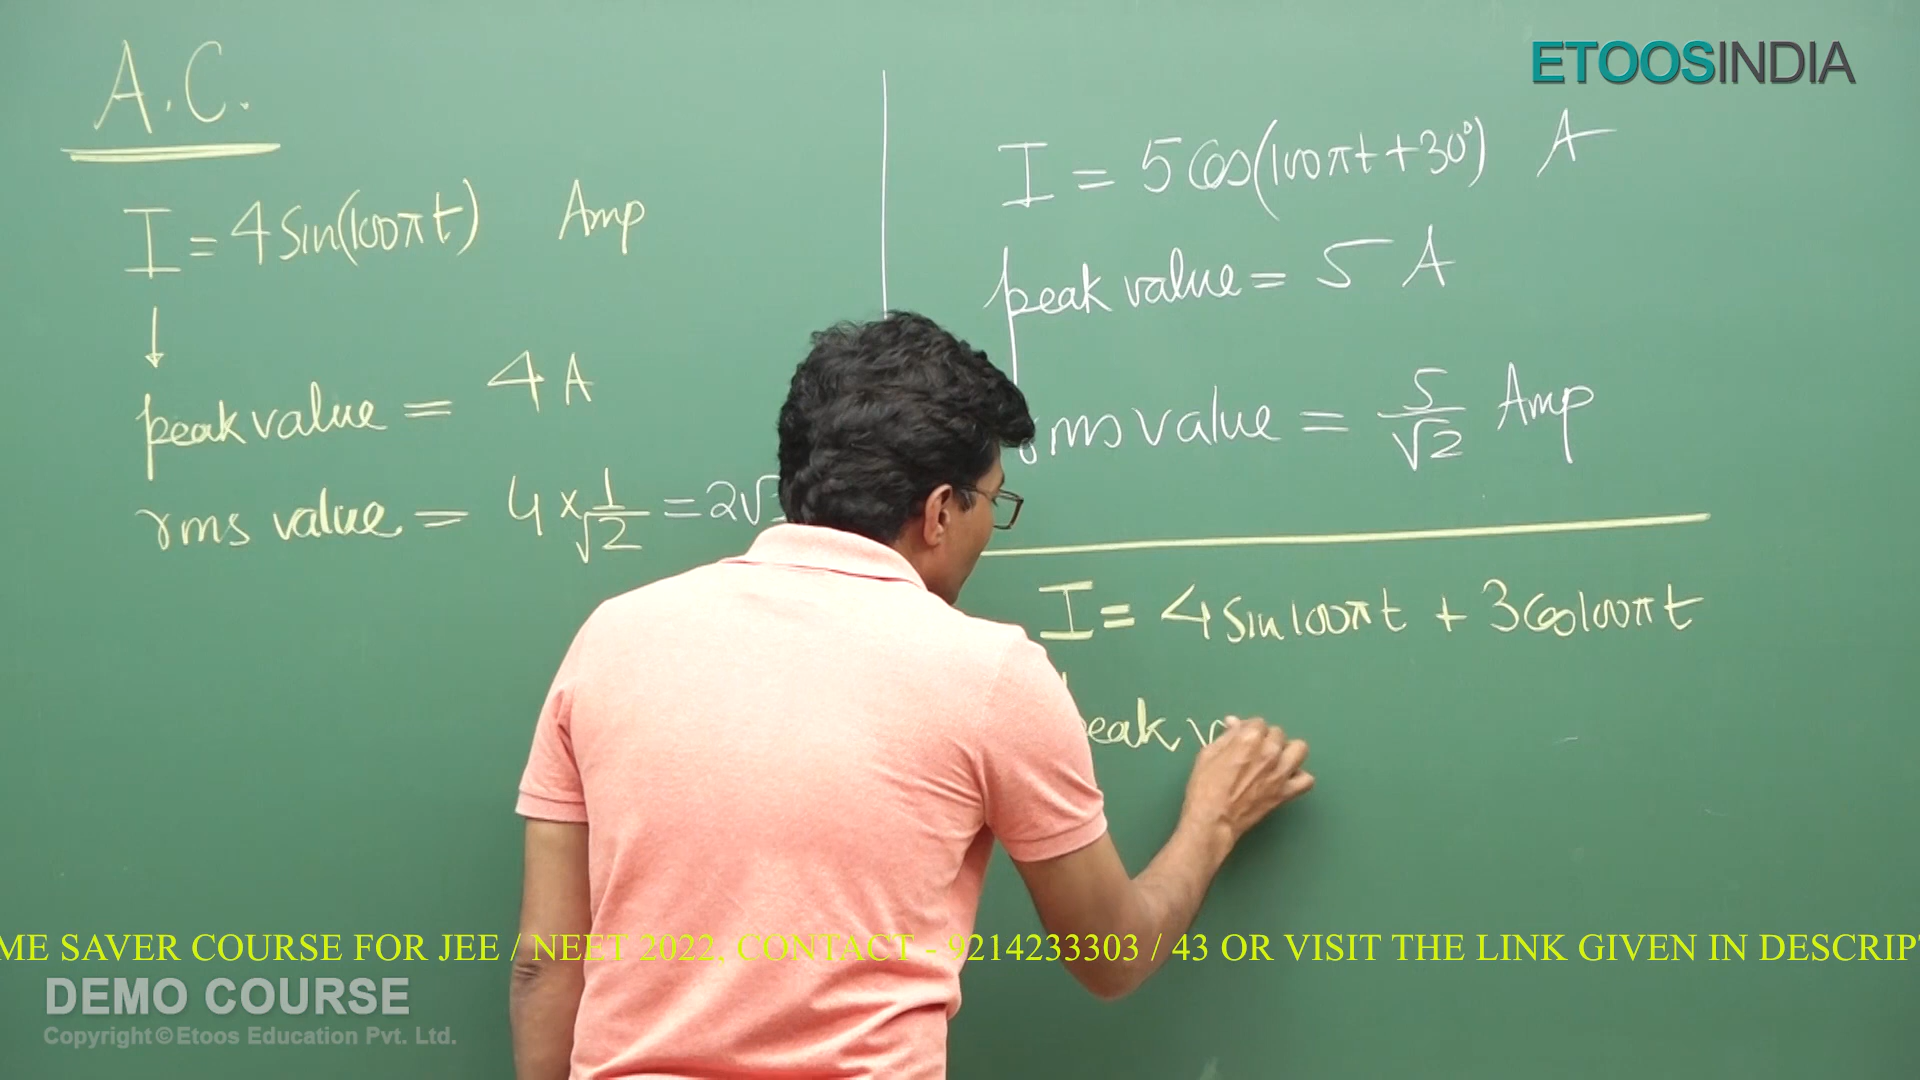 A.C.
I = 4 sin(100πt) Amp
peak value = 4 A
rms value = 4 × 1/√2 = 2√
ETOOSINDIA
I = 5 cos(100πt + 30°) A
peak value = 5 A
rms value = 5/√2 Amp
I = 4 sin 100πt + 3 cos 100πt
peak v
ME SAVER COURSE FOR JEE / NEET 2022. CONTACT - 9214233303 / 43 OR VISIT THE LINK GIVEN IN DESCRIP
DEMO COURSE
Copyright © Etoos Education Pvt. Ltd.